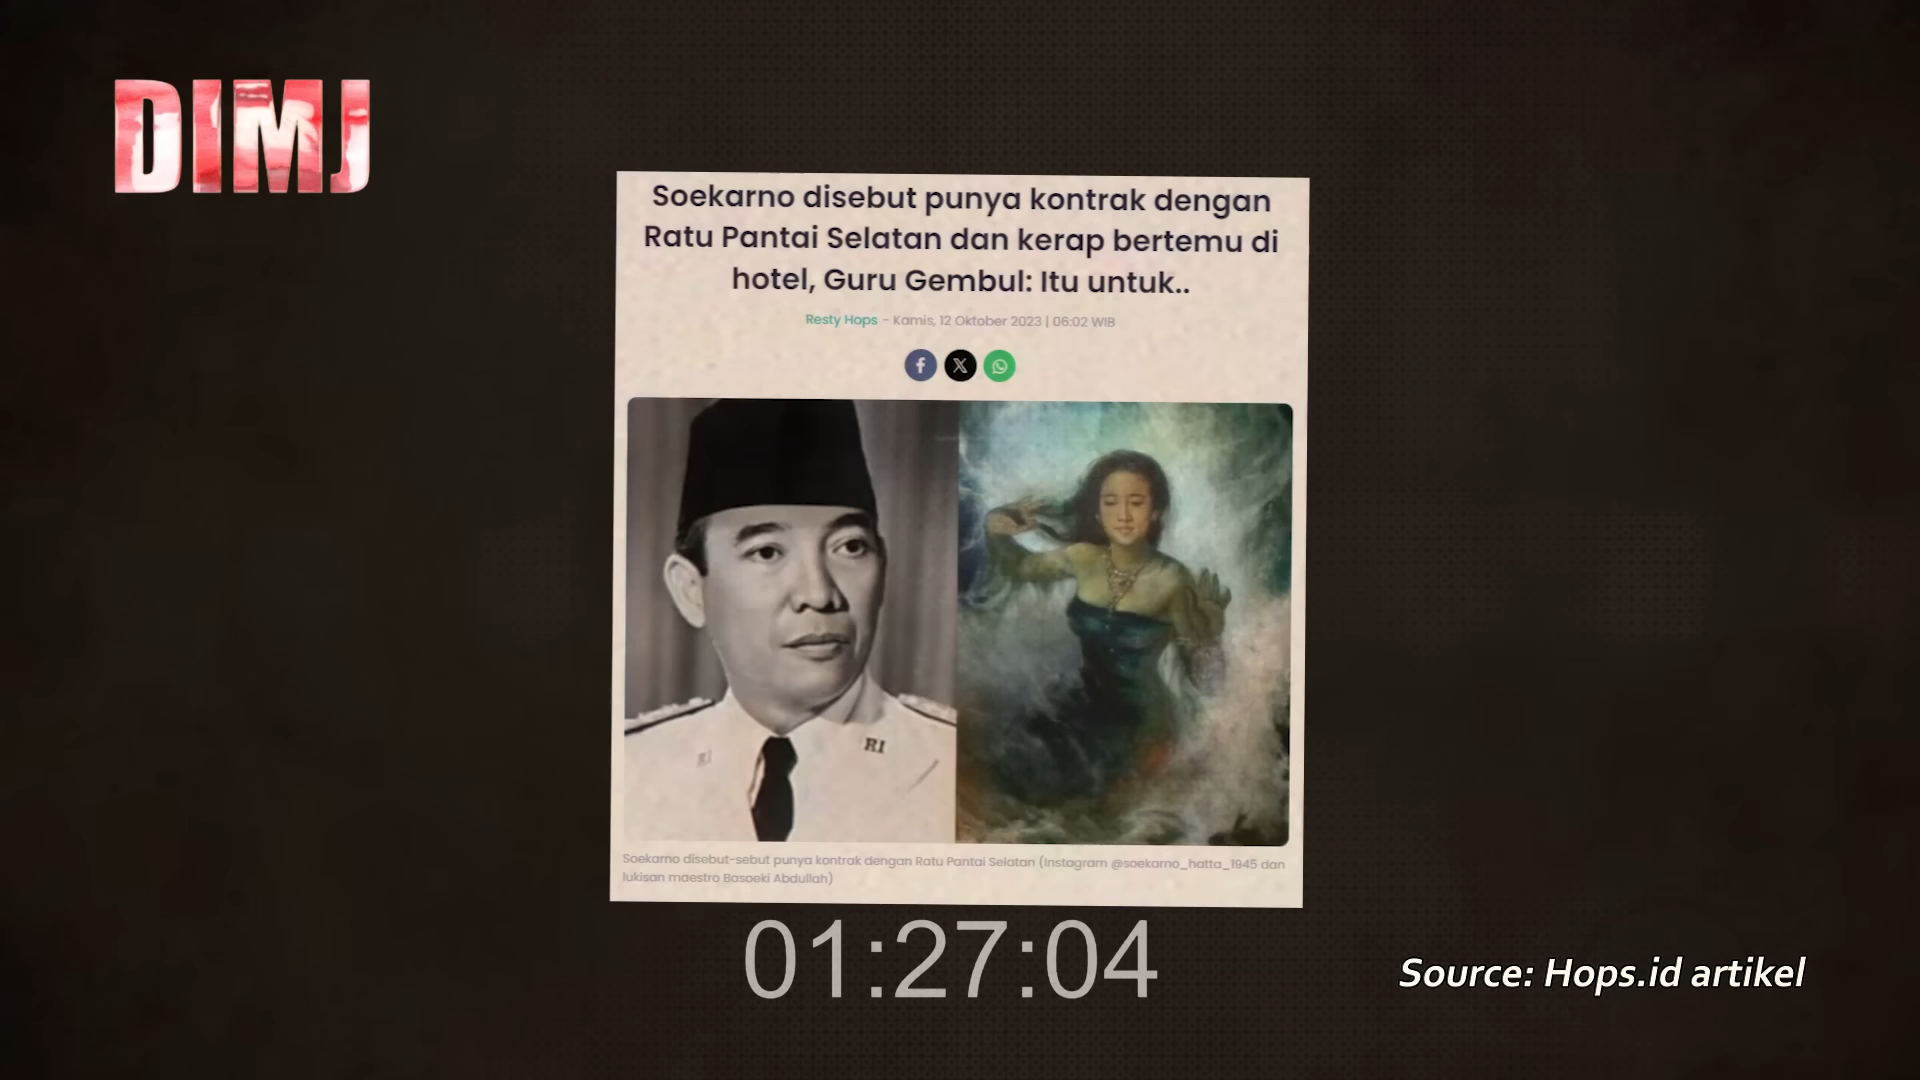 DIMJ
Soekarno disebut punya kontrak dengan
Ratu Pantai Selatan dan kerap bertemu di
hotel, Guru Gembul: Itu untuk..
Resty Hops - Kamis, 12 Oktober 2023 | 06:02 WIB
RI
Soekarno disebut-sebut punya kontrak dengan Ratu Pantai Selatan (Instagram @soekarno_hatta_1945 dan
lukisan maestro Basoeki Abdullah)
01:27:04
Source: Hops.id artikel